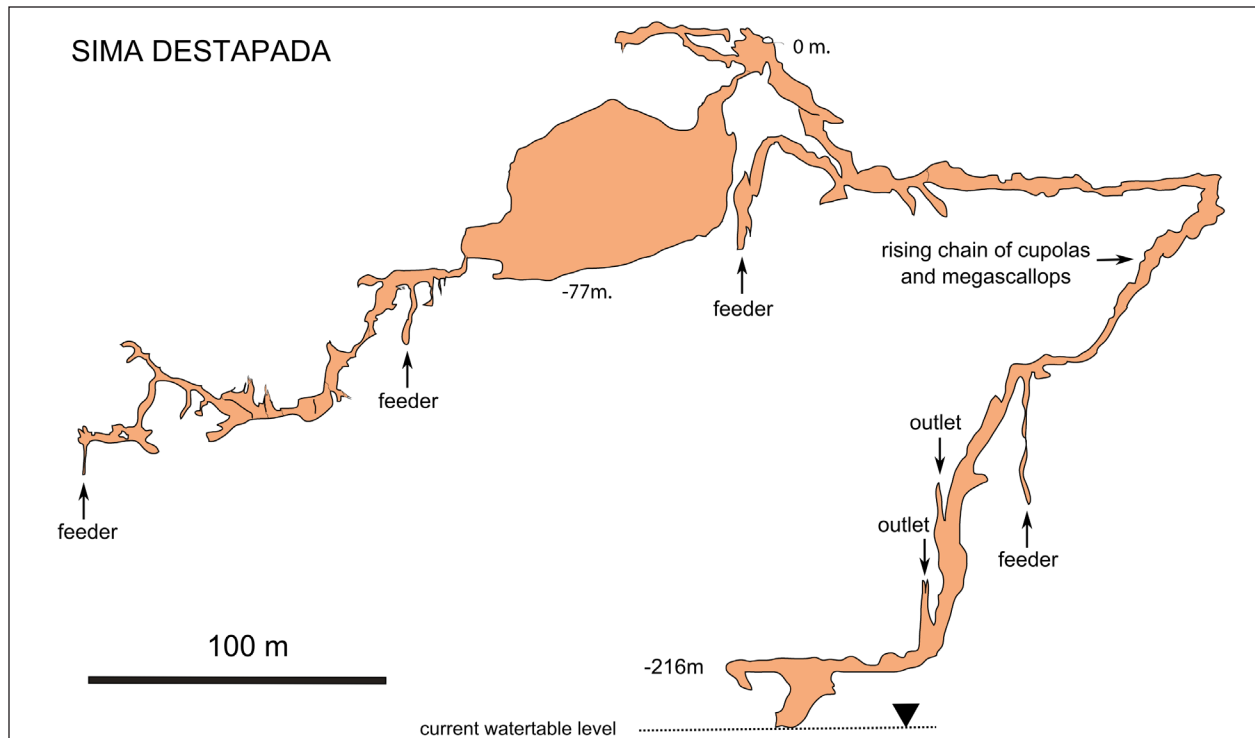 SIMA DESTAPADA
0 m.
rising chain of cupolas
and megascallops
-77m.
feeder
feeder
outlet
feeder
outlet
feeder
100 m
-216m
current watertable level